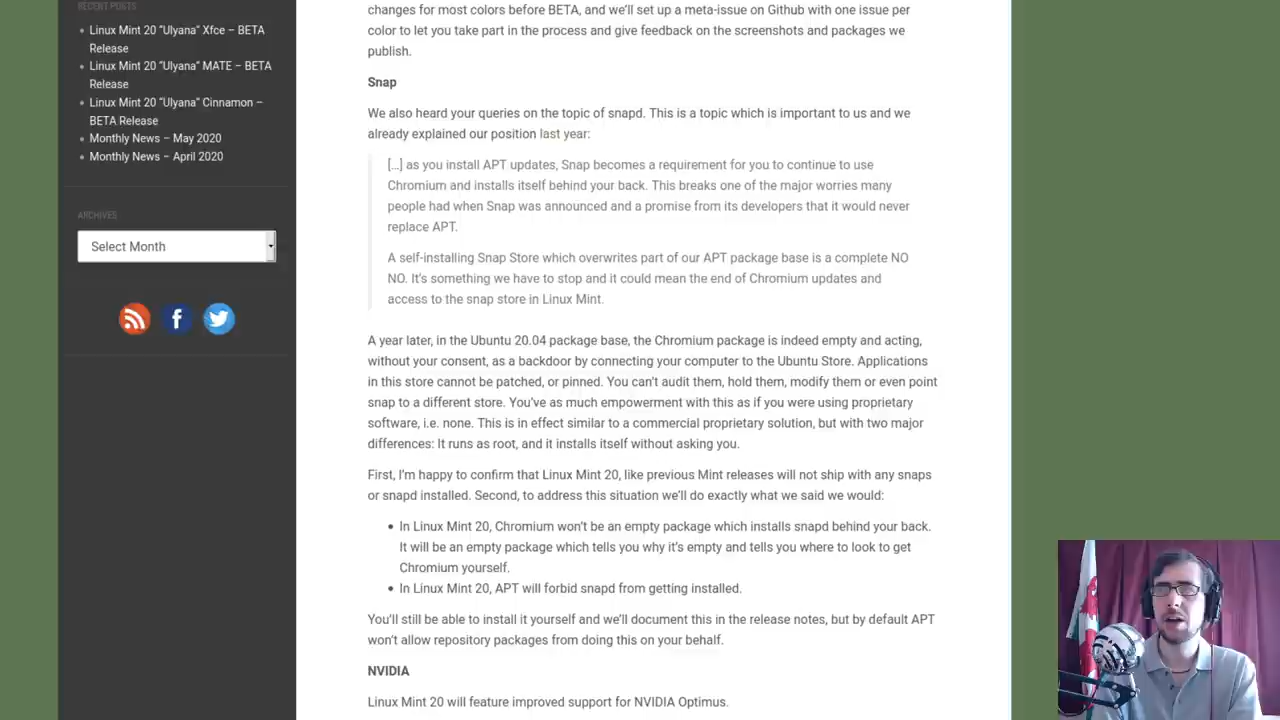 RECENT POSTS
Linux Mint 20 “Ulyana” Xfce – BETA
Release
Linux Mint 20 “Ulyana” MATE – BETA
Release
Linux Mint 20 “Ulyana” Cinnamon –
BETA Release
Monthly News – May 2020
Monthly News – April 2020
ARCHIVES
Select Month
changes for most colors before BETA, and we’ll set up a meta-issue on Github with one issue per
color to let you take part in the process and give feedback on the screenshots and packages we
publish.
Snap
We also heard your queries on the topic of snapd. This is a topic which is important to us and we
already explained our position last year:
[…] as you install APT updates, Snap becomes a requirement for you to continue to use
Chromium and installs itself behind your back. This breaks one of the major worries many
people had when Snap was announced and a promise from its developers that it would never
replace APT.
A self-installing Snap Store which overwrites part of our APT package base is a complete NO
NO. It’s something we have to stop and it could mean the end of Chromium updates and
access to the snap store in Linux Mint.
A year later, in the Ubuntu 20.04 package base, the Chromium package is indeed empty and acting,
without your consent, as a backdoor by connecting your computer to the Ubuntu Store. Applications
in this store cannot be patched, or pinned. You can’t audit them, hold them, modify them or even point
snap to a different store. You’ve as much empowerment with this as if you were using proprietary
software, i.e. none. This is in effect similar to a commercial proprietary solution, but with two major
differences: It runs as root, and it installs itself without asking you.
First, I’m happy to confirm that Linux Mint 20, like previous Mint releases will not ship with any snaps
or snapd installed. Second, to address this situation we’ll do exactly what we said we would:
• In Linux Mint 20, Chromium won’t be an empty package which installs snapd behind your back.
It will be an empty package which tells you why it’s empty and tells you where to look to get
Chromium yourself.
• In Linux Mint 20, APT will forbid snapd from getting installed.
You’ll still be able to install it yourself and we’ll document this in the release notes, but by default APT
won’t allow repository packages from doing this on your behalf.
NVIDIA
Linux Mint 20 will feature improved support for NVIDIA Optimus.